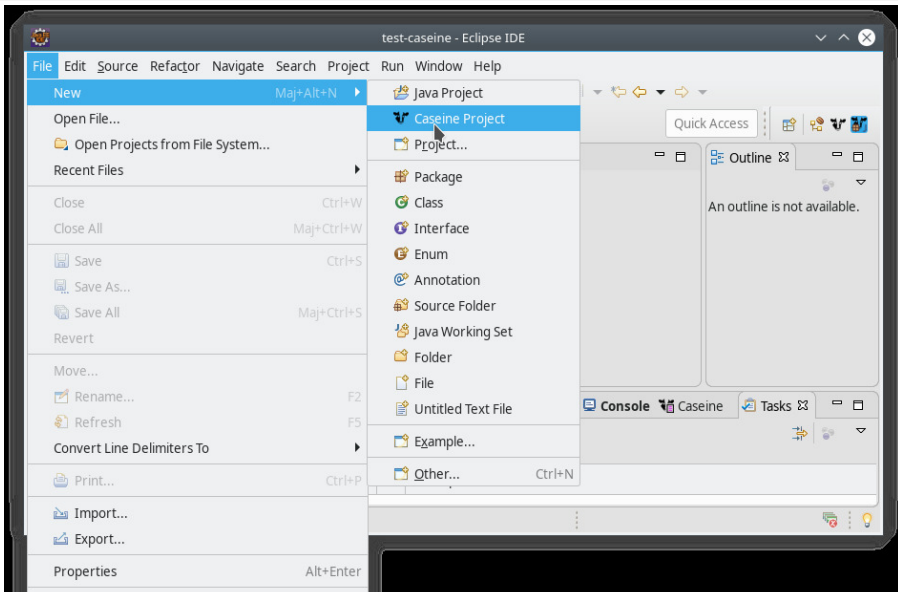 test-caseine - Eclipse IDE
File Edit Source Refactor Navigate Search Project Run Window Help
New Maj+Alt+N
Open File...
Open Projects from File System...
Recent Files
Close Ctrl+W
Close All Maj+Ctrl+W
Save Ctrl+S
Save As...
Save All Maj+Ctrl+S
Revert
Move...
Rename... F2
Refresh F5
Convert Line Delimiters To
Print... Ctrl+P
Import...
Export...
Properties Alt+Enter
Java Project
Caseine Project
Project...
Package
Class
Interface
Enum
Annotation
Source Folder
Java Working Set
Folder
File
Untitled Text File
Example...
Other... Ctrl+N
Quick Access
Outline
An outline is not available.
Console Caseine Tasks